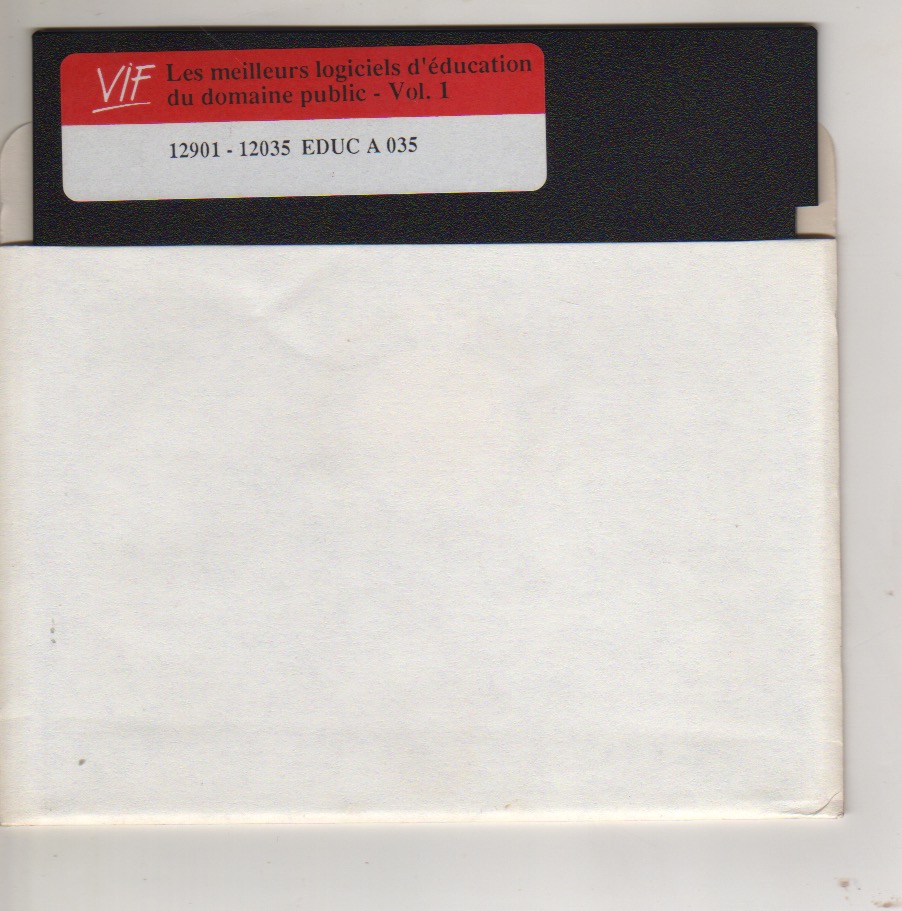 VIF
Les meilleurs logiciels d'éducation
du domaine public - Vol. 1
12901 - 12035 EDUC A 035